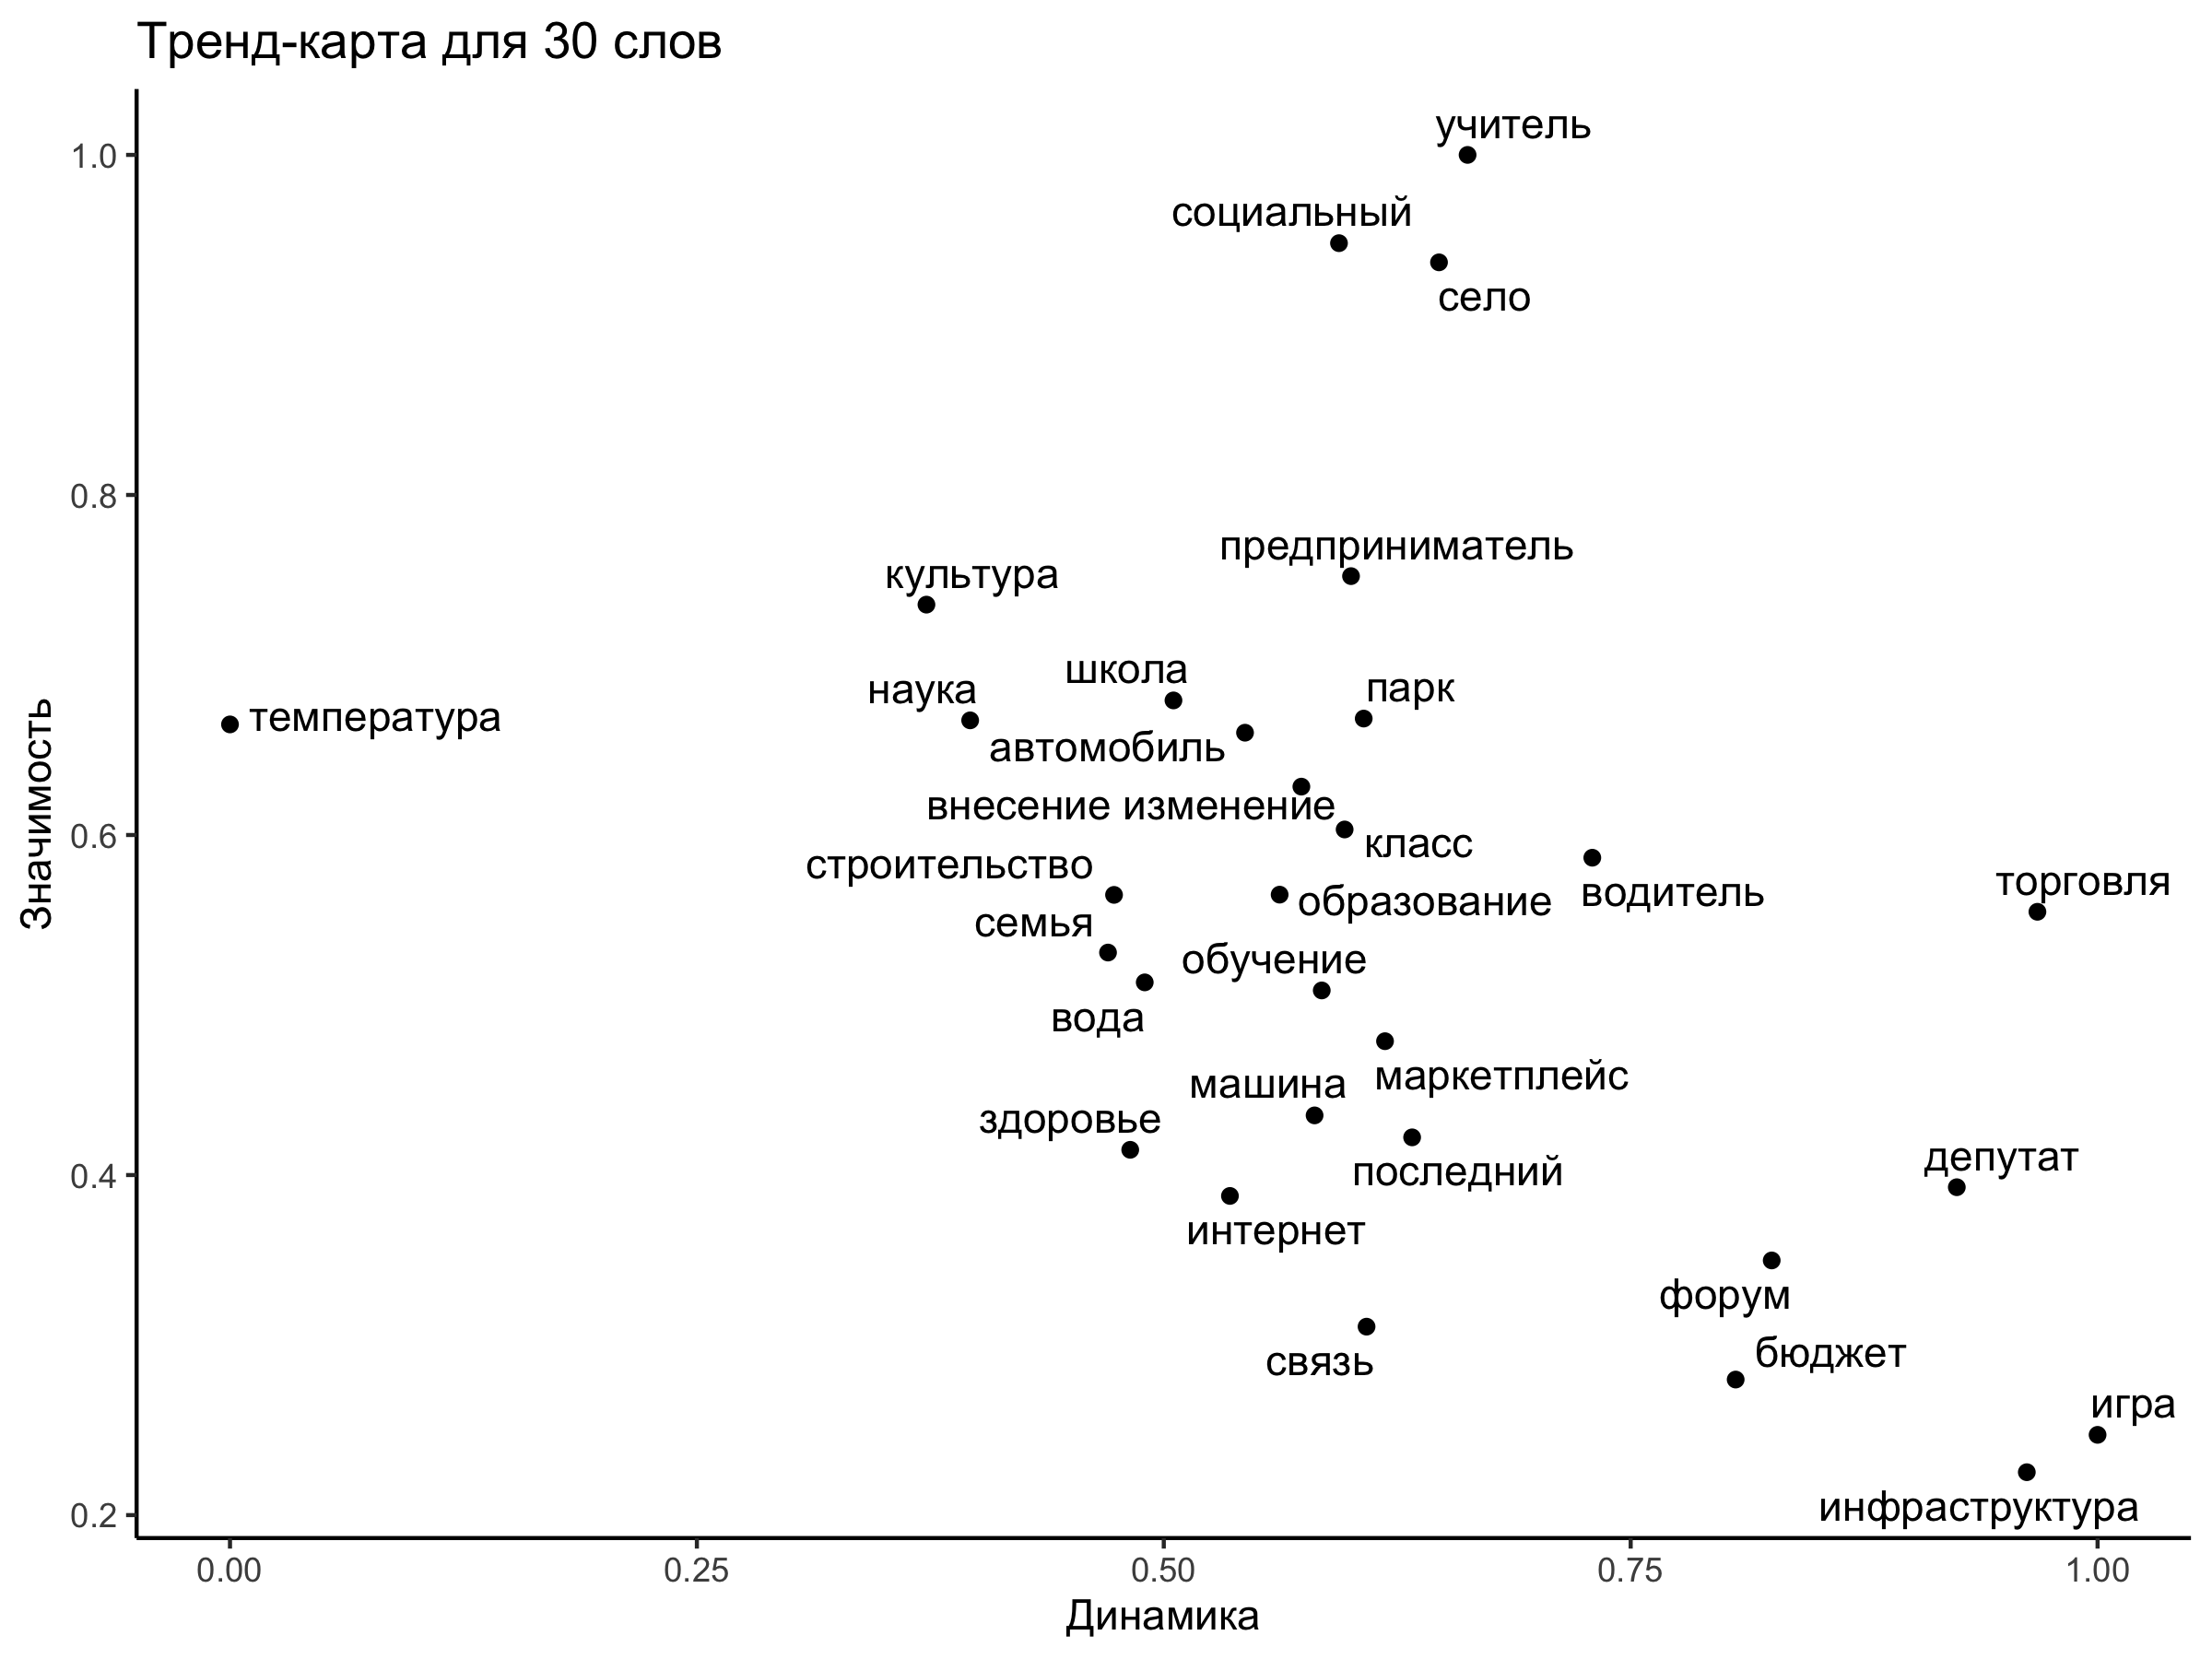 Тренд-карта для 30 слов
учитель
1.0
социальный
село
0.8
предприниматель
культура
школа
наука
парк
температура
автомобиль
внесение изменение
0.6
класс
строительство
водитель
торговля
образование
семья
обучение
вода
маркетплейс
машина
здоровье
последний
депутат
0.4
интернет
форум
бюджет
связь
игра
инфраструктура
0.2
Значимость
0.00 0.25 0.50 0.75 1.00
Динамика